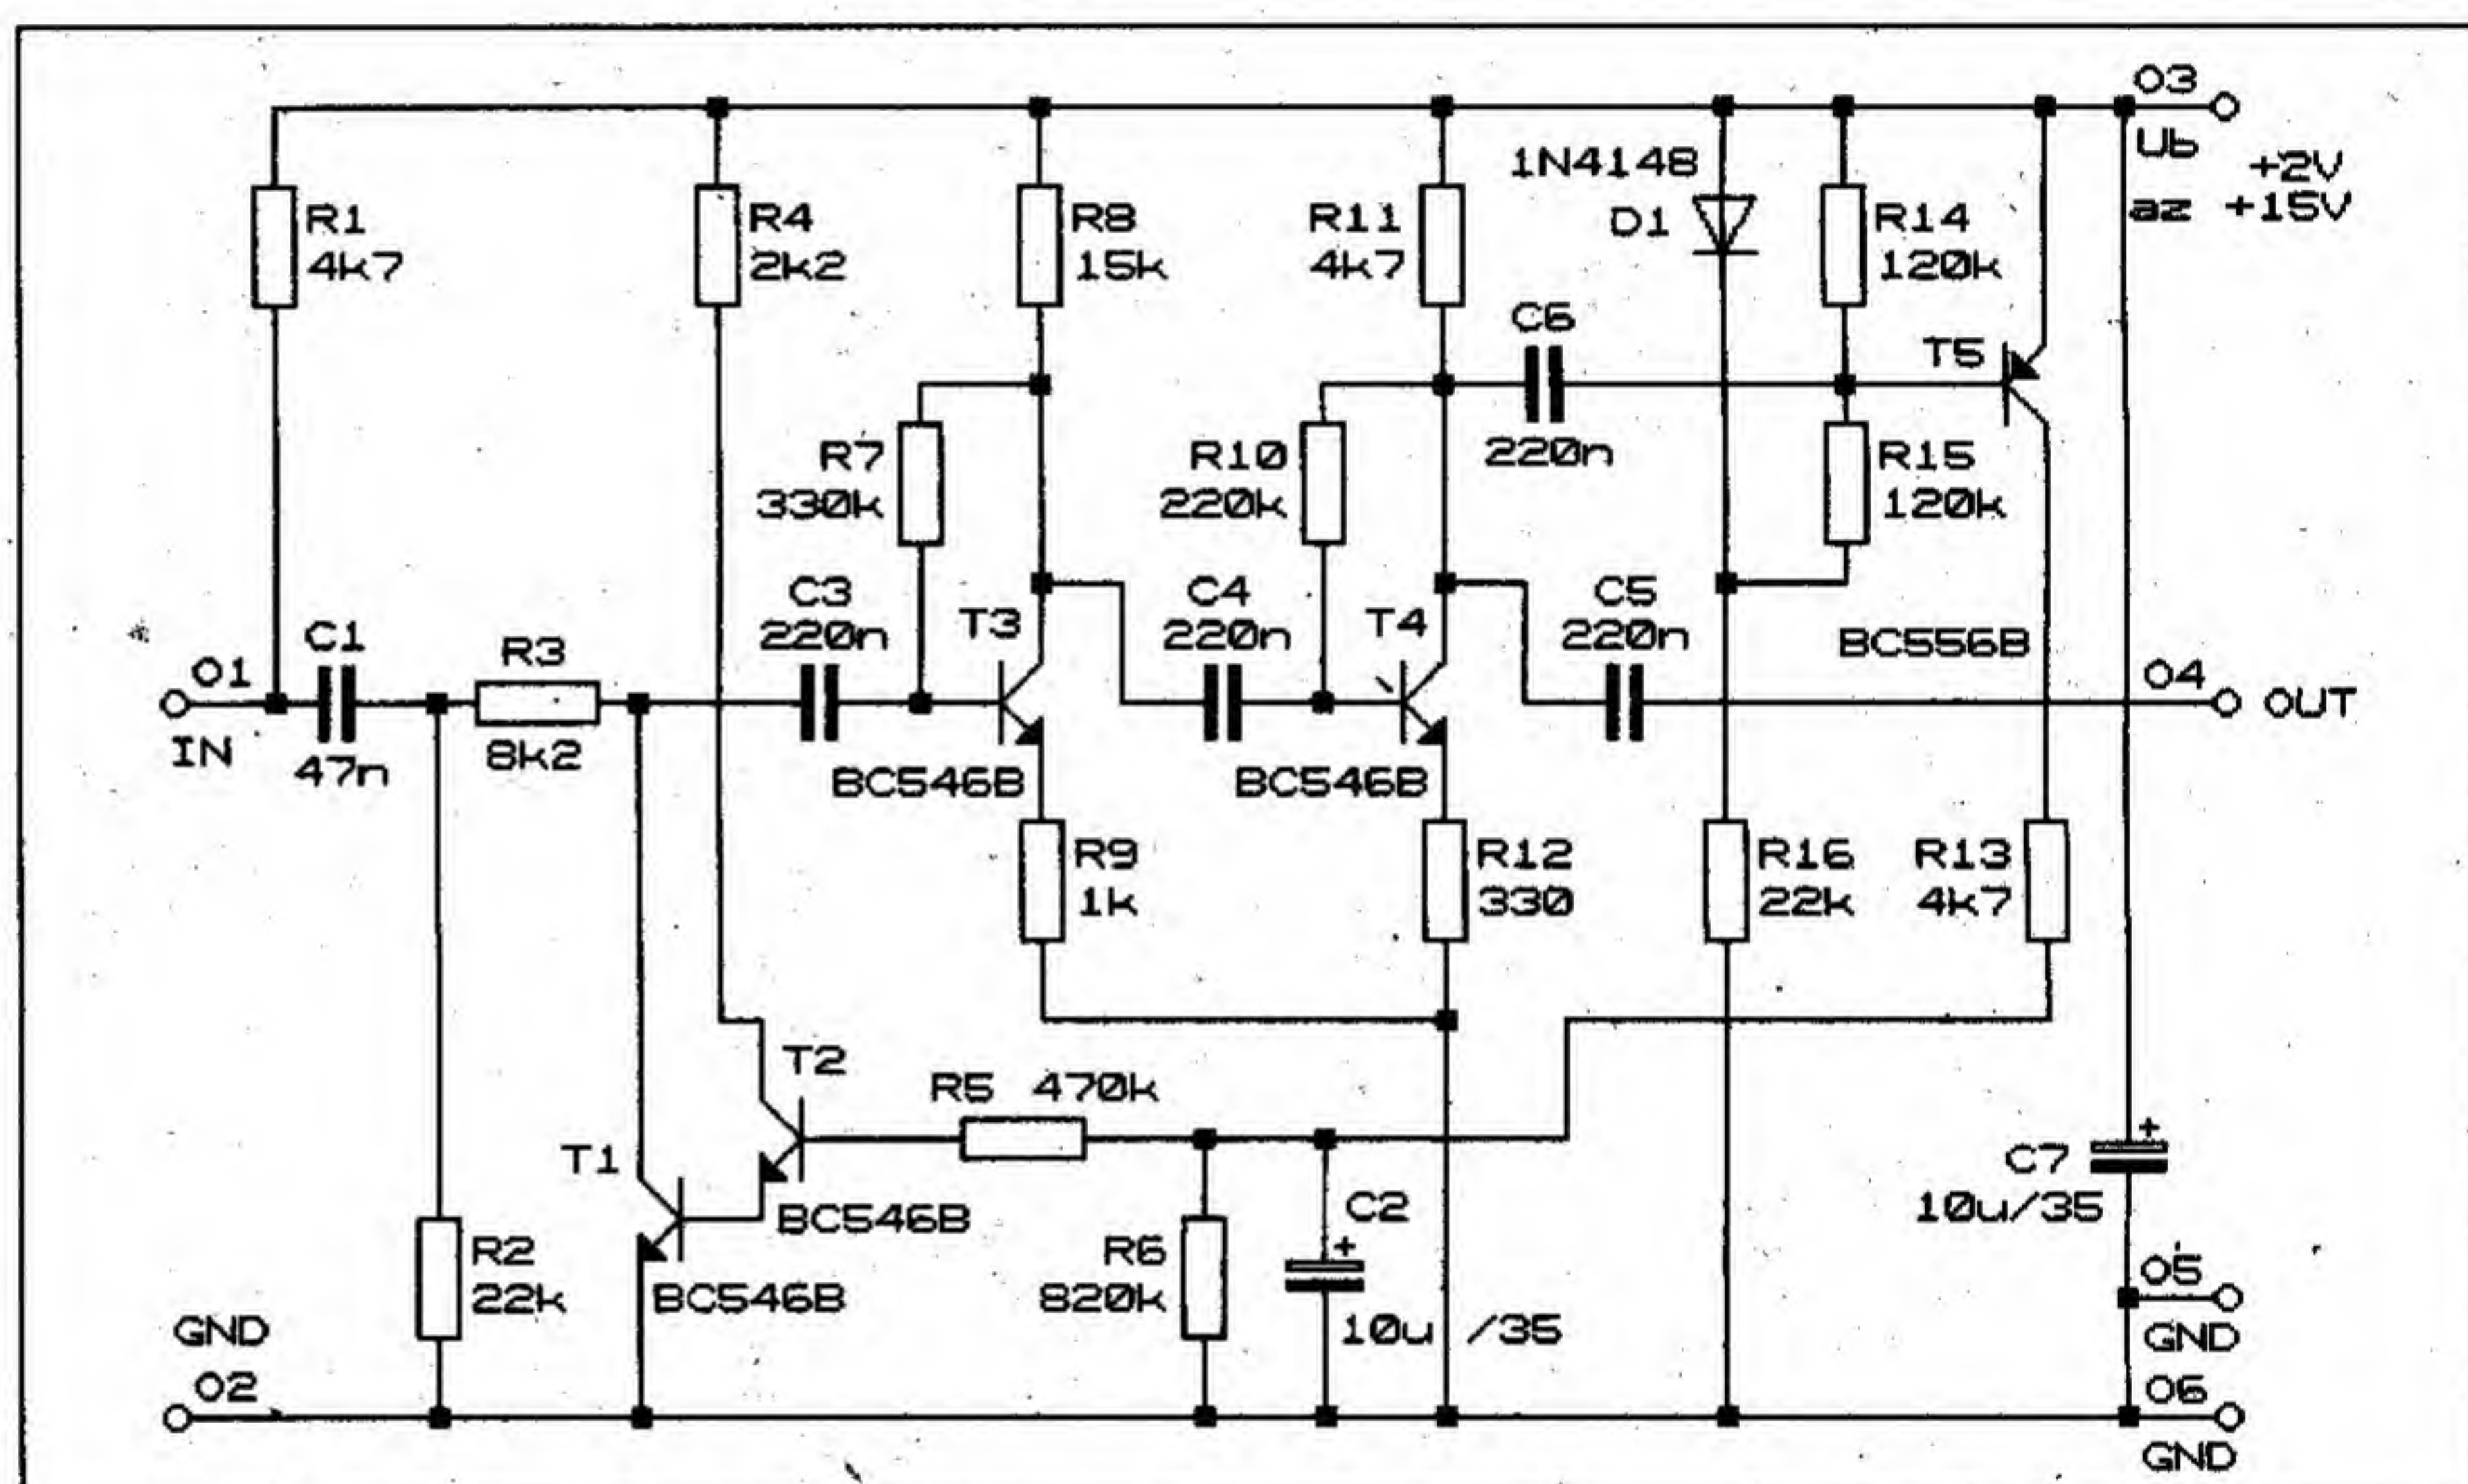 O3
Ub
+2V
az +15V
1N4148
D1
R1
4k7
R4
2k2
R8
15k
R11
4k7
R14
120k
C6
220n
T5
R7
330k
R10
220k
R15
120k
C3
220n
T3
C4
220n
T4
C5
220n
BC556B
O1
IN
C1
47n
R3
8k2
O4
OUT
BC546B
BC546B
R9
1k
R12
330
R16
22k
R13
4k7
T2
R5 470k
T1
BC546B
C7
+
10u/35
R2
22k
BC546B
R6
820k
C2
+
10u /35
O5
GND
GND
O2
O6
GND